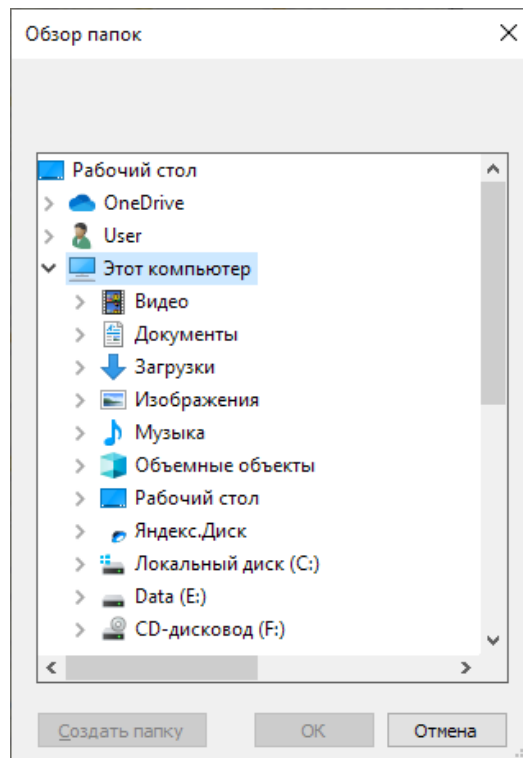 Обзор папок
Рабочий стол
OneDrive
User
Этот компьютер
Видео
Документы
Загрузки
Изображения
Музыка
Объемные объекты
Рабочий стол
Яндекс.Диск
Локальный диск (C:)
Data (E:)
CD-дисковод (F:)
Создать папку ОК Отмена